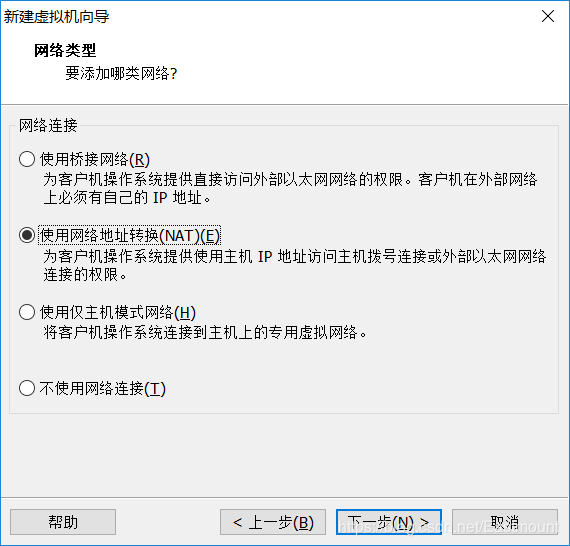 新建虚拟机向导
网络类型
要添加哪类网络?
网络连接
使用桥接网络(R)
为客户机操作系统提供直接访问外部以太网网络的权限。客户机在外部网络
上必须有自己的 IP 地址。
使用网络地址转换(NAT)(E)
为客户机操作系统提供使用主机 IP 地址访问主机拨号连接或外部以太网网络
连接的权限。
使用仅主机模式网络(H)
将客户机操作系统连接到主机上的专用虚拟网络。
不使用网络连接(T)
帮助
< 上一步(B)
下一步(N) >
取消